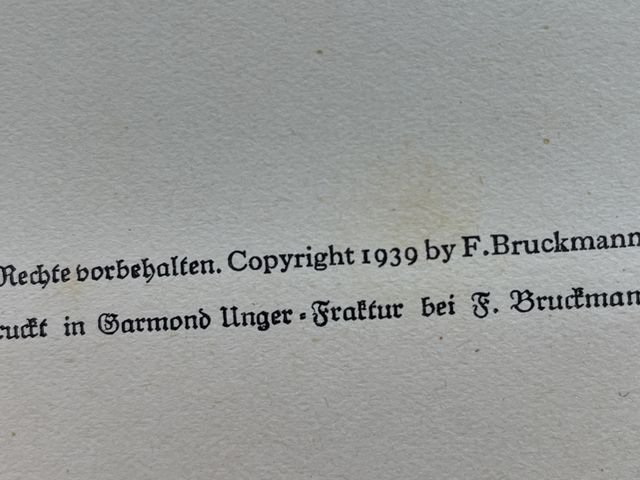 Rechte vorbehalten. Copyright 1939 by F.Bruckmann
ruckt in Garmond Unger-Fraktur bei F. Bruckman